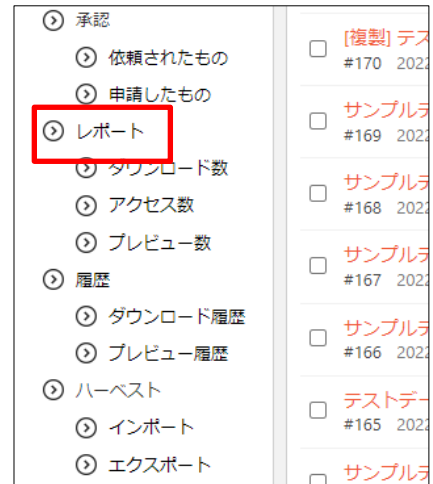 承認
依頼されたもの
申請したもの
レポート
ダウンロード数
アクセス数
プレビュー数
履歴
ダウンロード履歴
プレビュー履歴
ハーベスト
インポート
エクスポート
[複製] テス
#170 2022
サンプルテ
#169 2022
サンプルテ
#168 2022
サンプルテ
#167 2022
サンプルテ
#166 2022
テストデー
#165 2022
サンプルテ